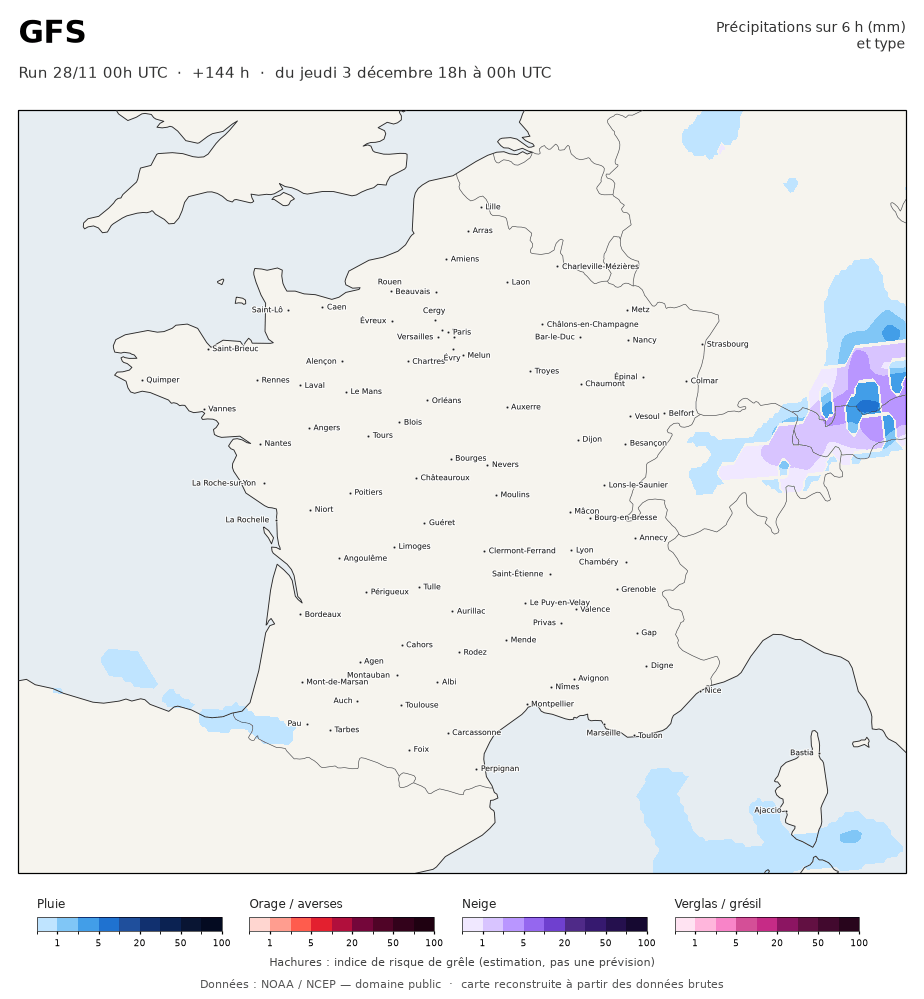 GFS
Précipitations sur 6 h (mm)
et type
Run 28/11 00h UTC · +144 h · du jeudi 3 décembre 18h à 00h UTC
Lille
Arras
Amiens
Charleville-Mézières
Rouen
Beauvais
Laon
Saint-Lô
Caen
Cergy
Metz
Évreux
Châlons-en-Champagne
Paris
Versailles
Bar-le-Duc
Nancy
Strasbourg
Saint-Brieuc
Évry
Melun
Alençon
Chartres
Troyes
Épinal
Quimper
Rennes
Laval
Chaumont
Colmar
Le Mans
Orléans
Vannes
Auxerre
Belfort
Vesoul
Blois
Angers
Tours
Dijon
Nantes
Besançon
Bourges
Nevers
Châteauroux
La Roche-sur-Yon
Lons-le-Saunier
Poitiers
Moulins
Niort
Mâcon
La Rochelle
Bourg-en-Bresse
Guéret
Annecy
Limoges
Clermont-Ferrand
Lyon
Angoulême
Chambéry
Saint-Étienne
Tulle
Grenoble
Périgueux
Le Puy-en-Velay
Bordeaux
Aurillac
Valence
Privas
Gap
Mende
Cahors
Rodez
Agen
Digne
Montauban
Avignon
Mont-de-Marsan
Albi
Nîmes
Nice
Auch
Toulouse
Montpellier
Pau
Tarbes
Carcassonne
Marseille
Toulon
Foix
Bastia
Perpignan
Ajaccio
Pluie
Orage / averses
Neige
Verglas / grésil
1 5 20 50 100
1 5 20 50 100
1 5 20 50 100
1 5 20 50 100
Hachures : indice de risque de grêle (estimation, pas une prévision)
Données : NOAA / NCEP — domaine public · carte reconstruite à partir des données brutes